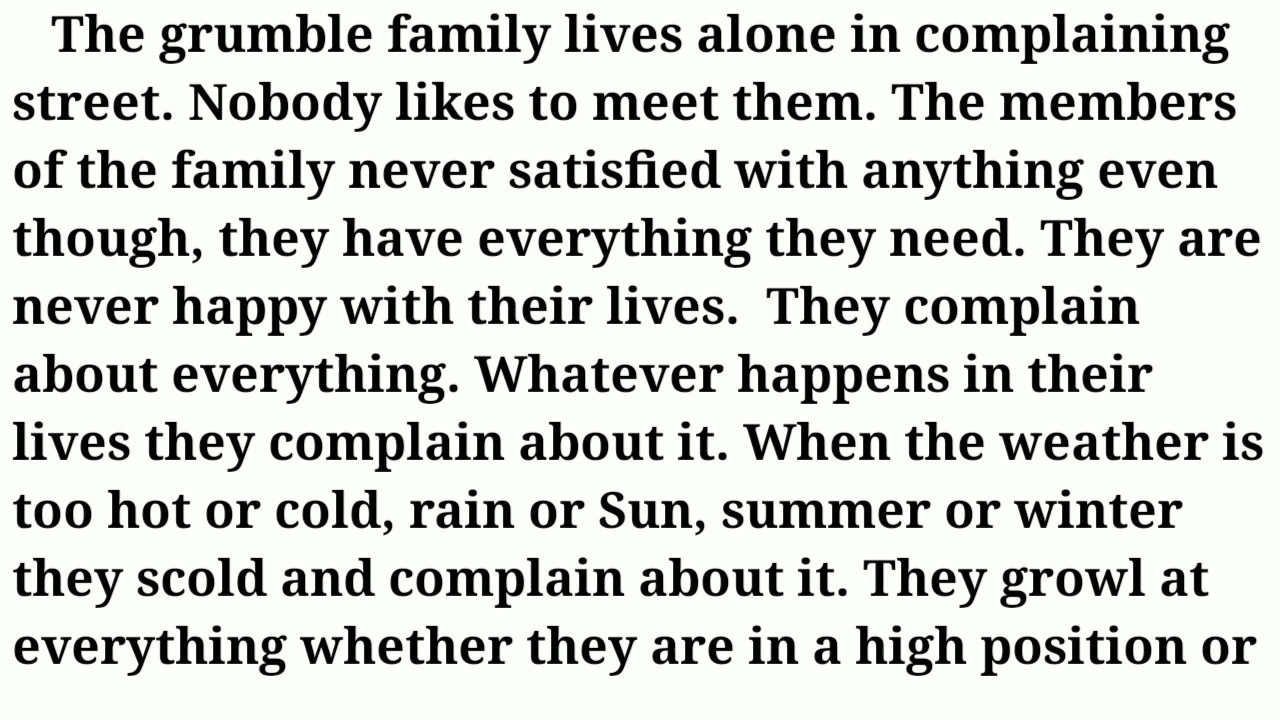 The grumble family lives alone in complaining
street. Nobody likes to meet them. The members
of the family never satisfied with anything even
though, they have everything they need. They are
never happy with their lives.  They complain
about everything. Whatever happens in their
lives they complain about it. When the weather is
too hot or cold, rain or Sun, summer or winter
they scold and complain about it. They growl at
everything whether they are in a high position or